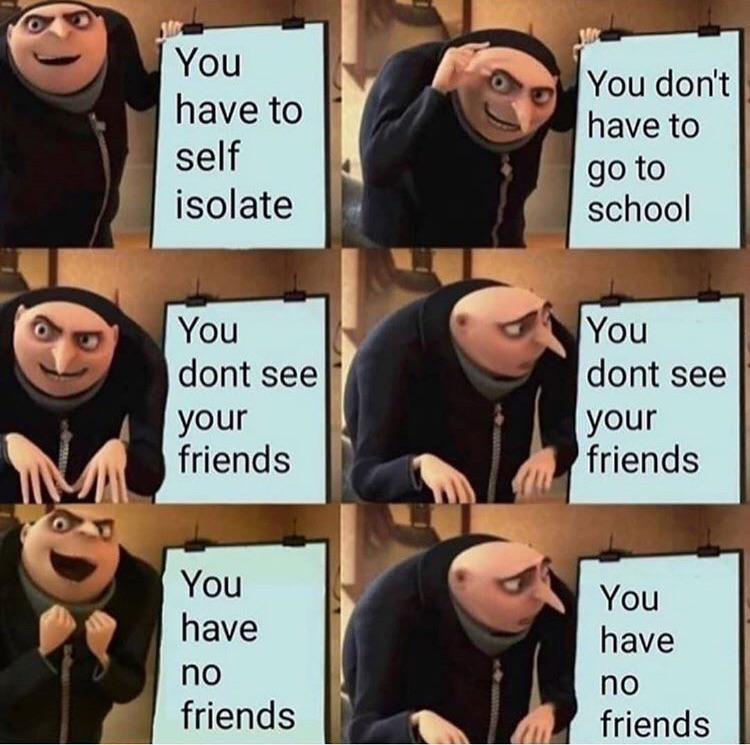 You
have to
self
isolate
You don't
have to
go to
school
You
dont see
your
friends
You
dont see
your
friends
You
have
no
friends
You
have
no
friends